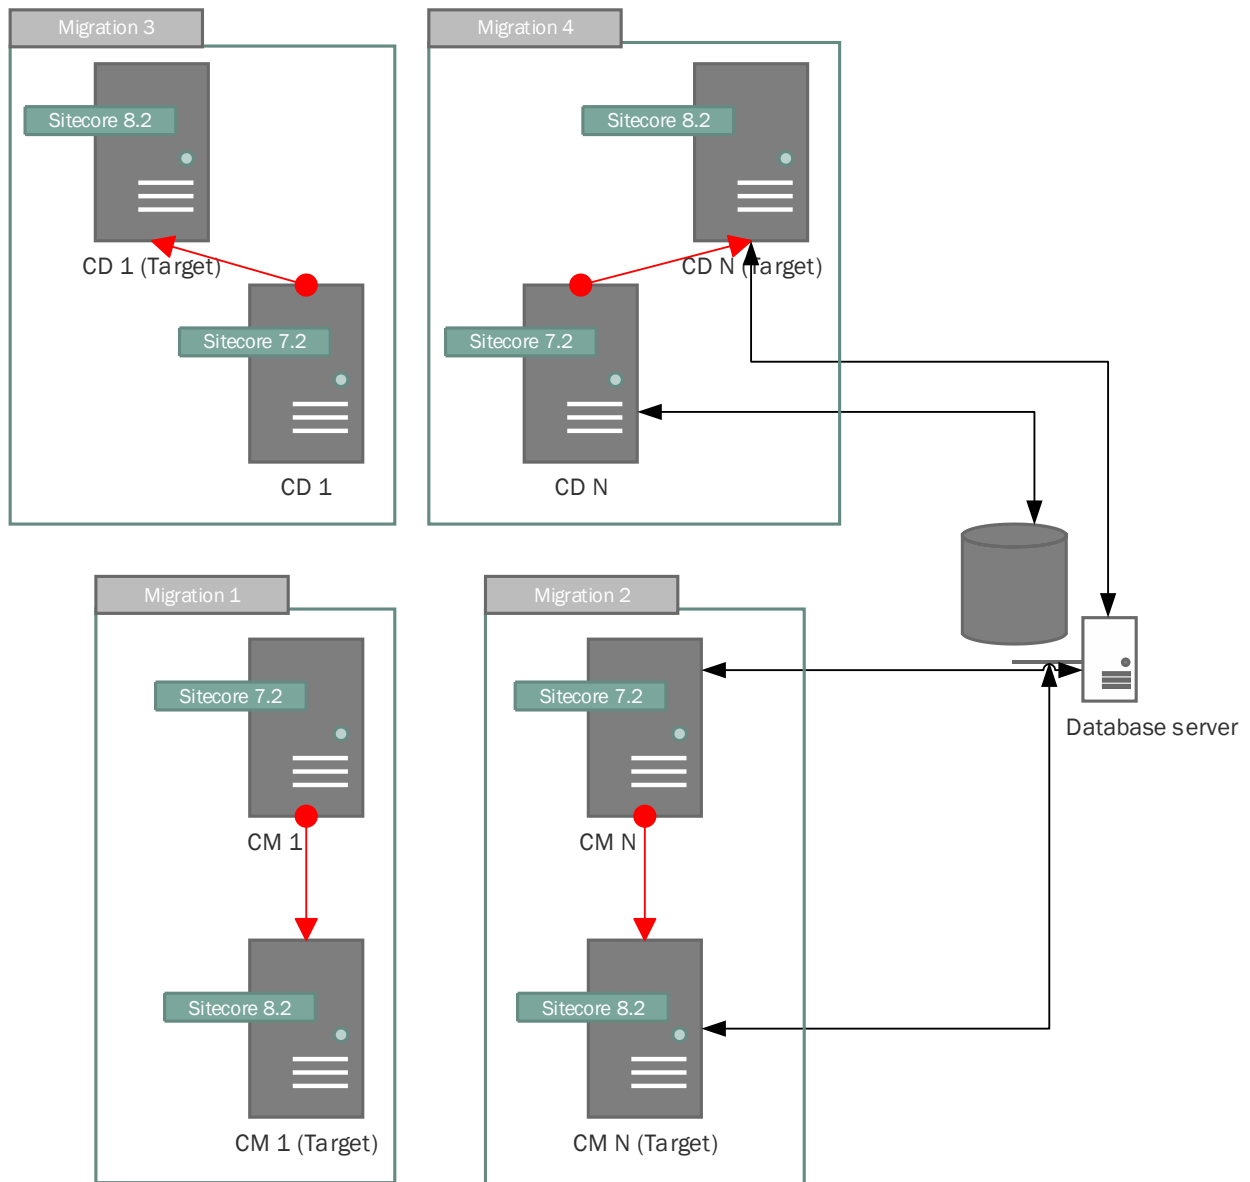 Migration 3
Sitecore 8.2
CD 1 (Target)
Sitecore 7.2
CD 1
Migration 4
Sitecore 8.2
CD N (Target)
Sitecore 7.2
CD N
Migration 1
Sitecore 7.2
CM 1
Sitecore 8.2
CM 1 (Target)
Migration 2
Sitecore 7.2
CM N
Sitecore 8.2
CM N (Target)
Database server